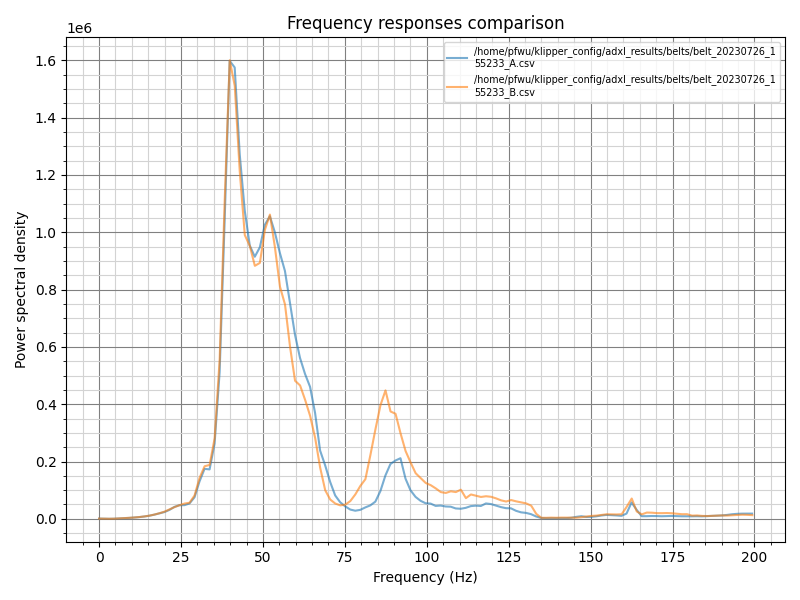 Frequency responses comparison
1e6
/home/pfwu/klipper_config/adxl_results/belts/belt_20230726_1
55233_A.csv
/home/pfwu/klipper_config/adxl_results/belts/belt_20230726_1
55233_B.csv
1.6
1.4
1.2
1.0
0.8
0.6
0.4
0.2
0.0
Power spectral density
0 25 50 75 100 125 150 175 200
Frequency (Hz)